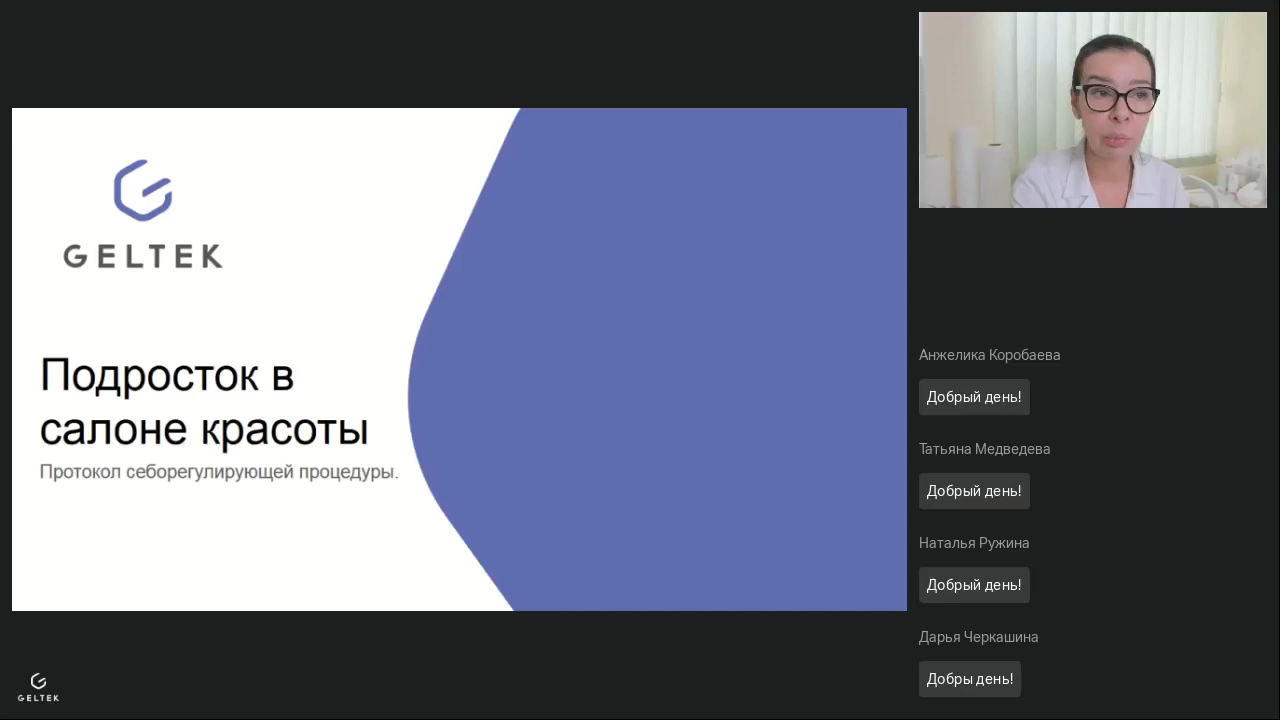 GELTEK
Подросток в
салоне красоты
Протокол себорегулирующей процедуры.
Анжелика Коробаева
Добрый день!
Татьяна Медведева
Добрый день!
Наталья Ружина
Добрый день!
Дарья Черкашина
Добры день!
GELTEK